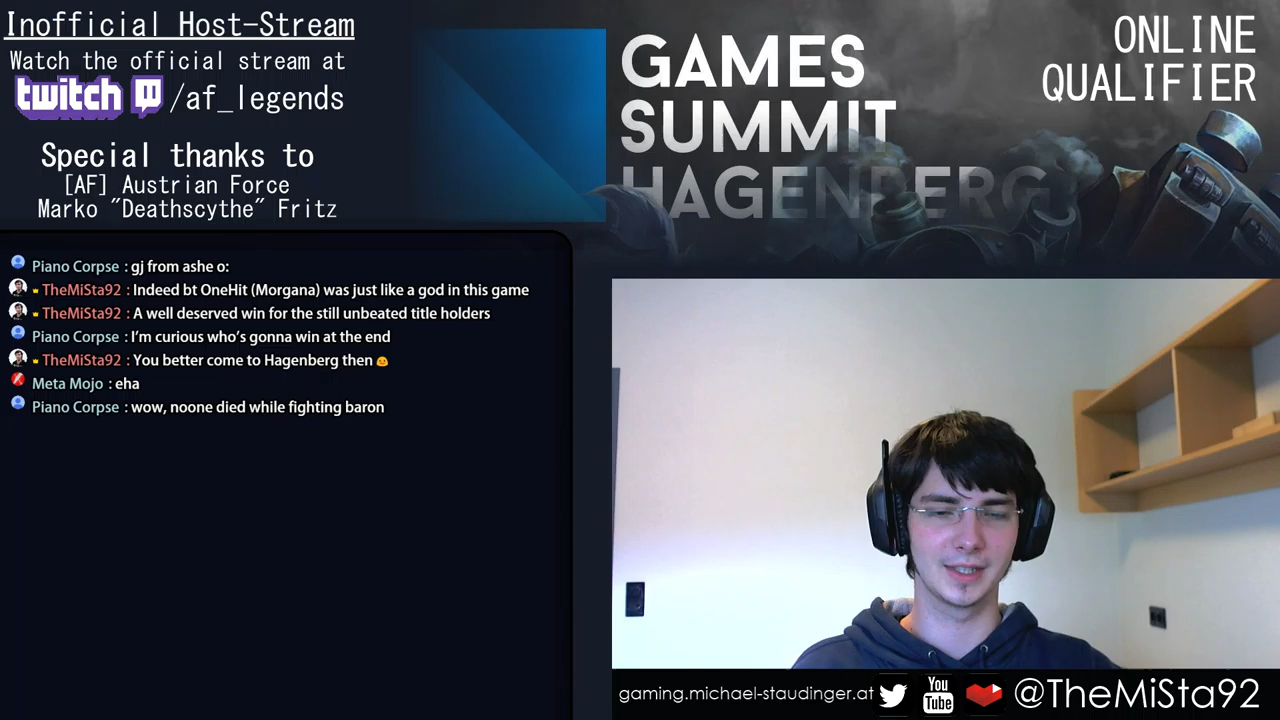 Inofficial Host-Stream
Watch the official stream at
twitch /af_legends
Special thanks to
[AF] Austrian Force
Marko "Deathscythe" Fritz
GAMES
SUMMIT
HAGENBERG
ONLINE
QUALIFIER
Piano Corpse : gj from ashe o:
TheMiSta92 : Indeed bt OneHit (Morgana) was just like a god in this game
TheMiSta92 : A well deserved win for the still unbeated title holders
Piano Corpse : I'm curious who's gonna win at the end
TheMiSta92 : You better come to Hagenberg then
Meta Mojo : eha
Piano Corpse : wow, noone died while fighting baron
gaming.michael-staudinger.at You Tube @TheMiSta92